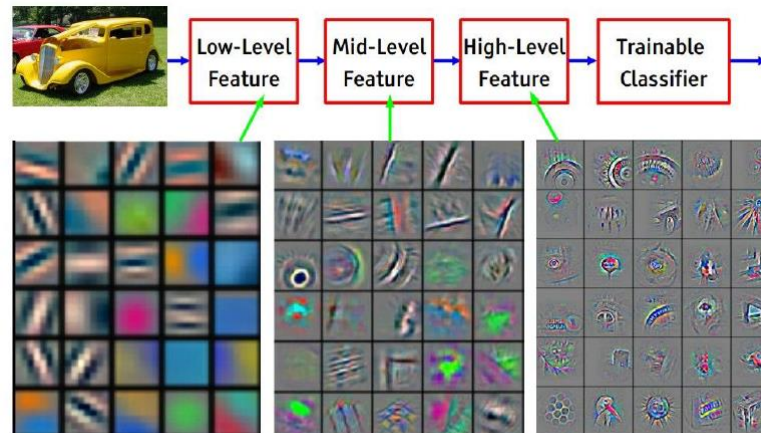 Low-Level
Feature
Mid-Level
Feature
High-Level
Feature
Trainable
Classifier